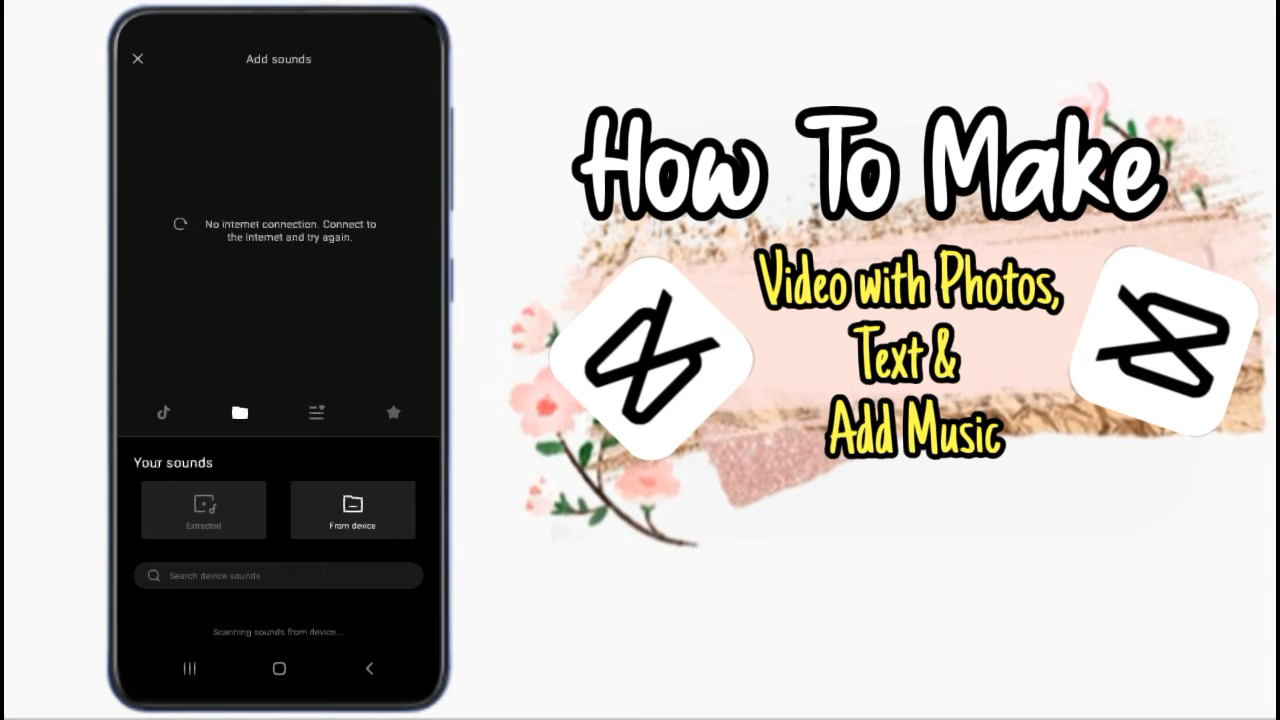 Add sounds
No internet connection. Connect to
the internet and try again.
Your sounds
Extracted
From device
Search device sounds
Scanning sounds from device...
How To Make
Video with Photos,
Text &
Add Music